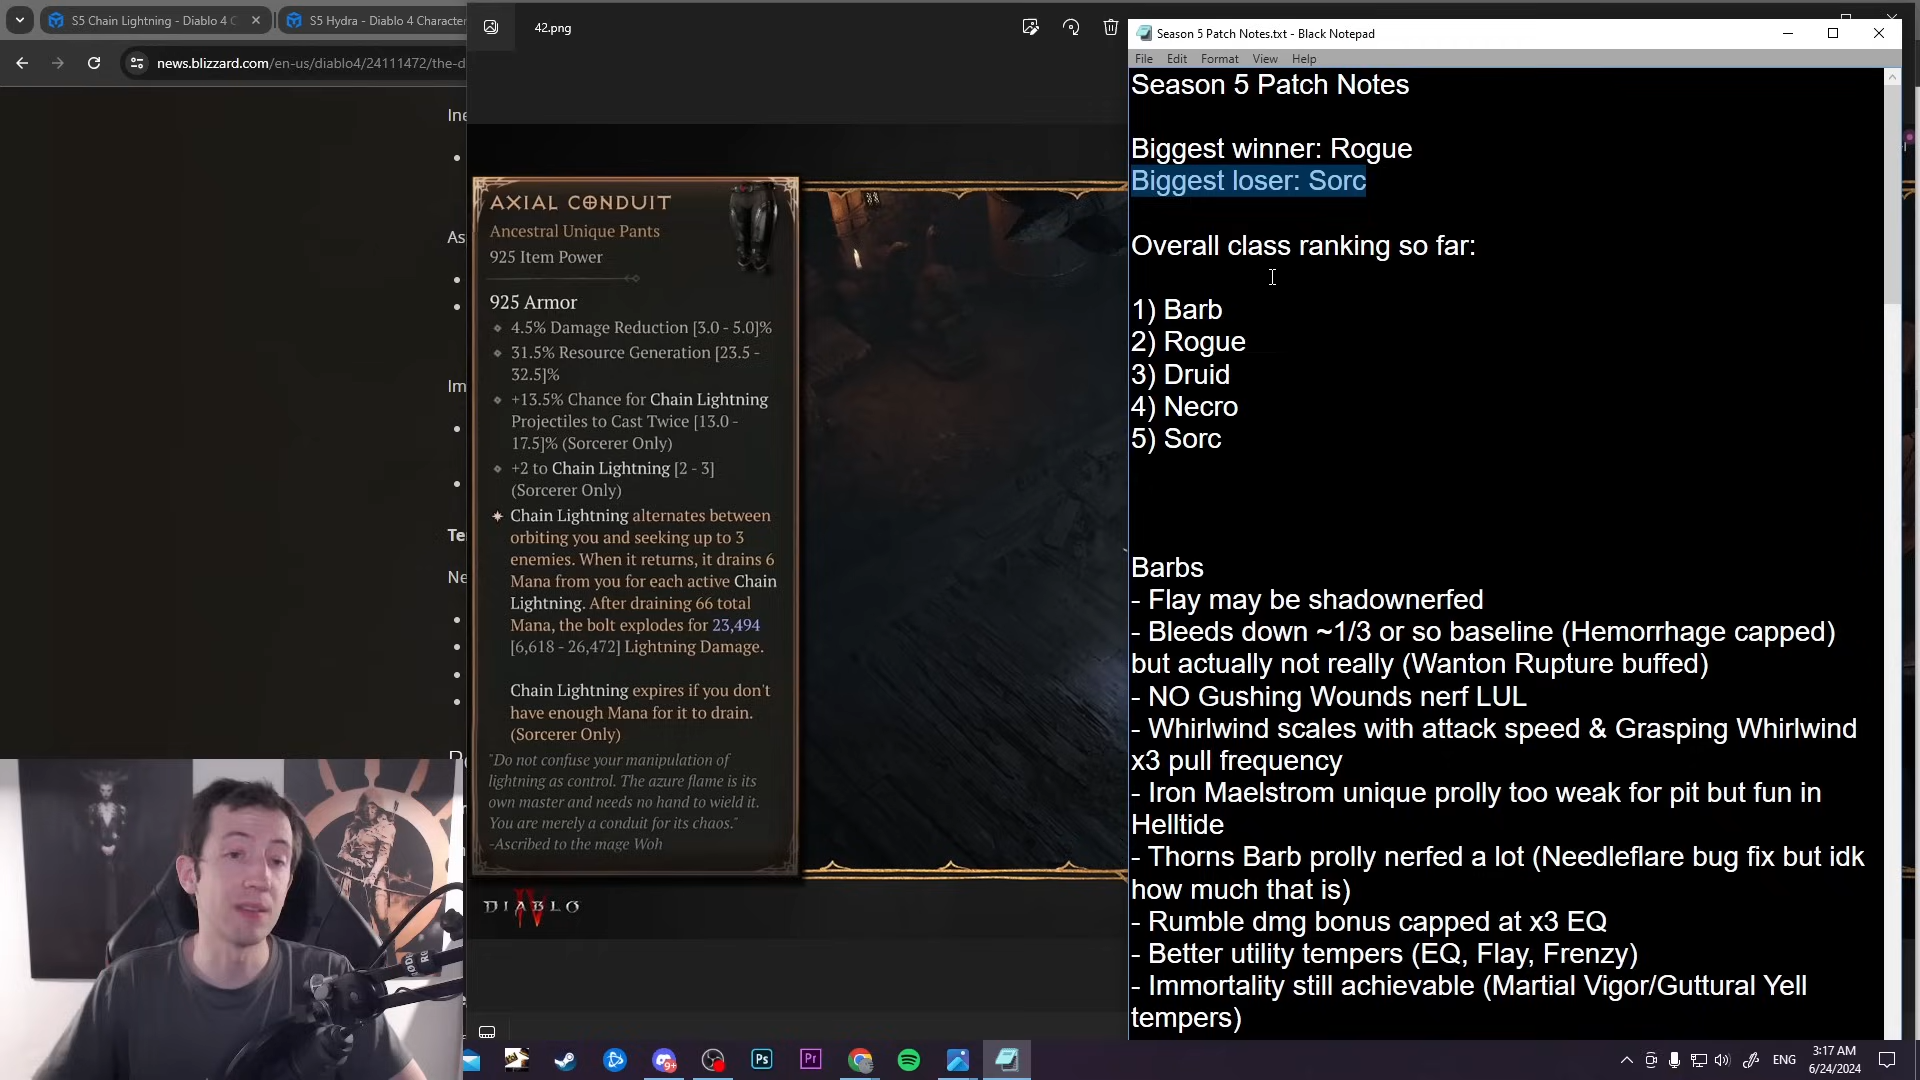 S5 Chain Lightning - Diablo 4 C
S5 Hydra - Diablo 4 Character
news.blizzard.com/en-us/diablo4/24111472/the-d
Ine
As
Im
Te
Ne
42.png
AXIAL CONDUIT
Ancestral Unique Pants
925 Item Power
925 Armor
4.5% Damage Reduction [3.0 - 5.0]%
31.5% Resource Generation [23.5 -
32.5]%
+13.5% Chance for Chain Lightning
Projectiles to Cast Twice [13.0 -
17.5]% (Sorcerer Only)
+2 to Chain Lightning [2 - 3]
(Sorcerer Only)
Chain Lightning alternates between
orbiting you and seeking up to 3
enemies. When it returns, it drains 6
Mana from you for each active Chain
Lightning. After draining 66 total
Mana, the bolt explodes for 23,494
[6,618 - 26,472] Lightning Damage.
Chain Lightning expires if you don't
have enough Mana for it to drain.
(Sorcerer Only)
"Do not confuse your manipulation of
lightning as control. The azure flame is its
own master and needs no hand to wield it.
You are merely a conduit for its chaos."
-Ascribed to the mage Woh
DIABLO
IV
Season 5 Patch Notes.txt - Black Notepad
File Edit Format View Help
Season 5 Patch Notes
Biggest winner: Rogue
Biggest loser: Sorc
Overall class ranking so far:
1) Barb
2) Rogue
3) Druid
4) Necro
5) Sorc
Barbs
- Flay may be shadownerfed
- Bleeds down ~1/3 or so baseline (Hemorrhage capped)
but actually not really (Wanton Rupture buffed)
- NO Gushing Wounds nerf LUL
- Whirlwind scales with attack speed & Grasping Whirlwind
x3 pull frequency
- Iron Maelstrom unique prolly too weak for pit but fun in
Helltide
- Thorns Barb prolly nerfed a lot (Needleflare bug fix but idk
how much that is)
- Rumble dmg bonus capped at x3 EQ
- Better utility tempers (EQ, Flay, Frenzy)
- Immortality still achievable (Martial Vigor/Guttural Yell
tempers)
9+
Ps
Pr
ENG
3:17 AM
6/24/2024